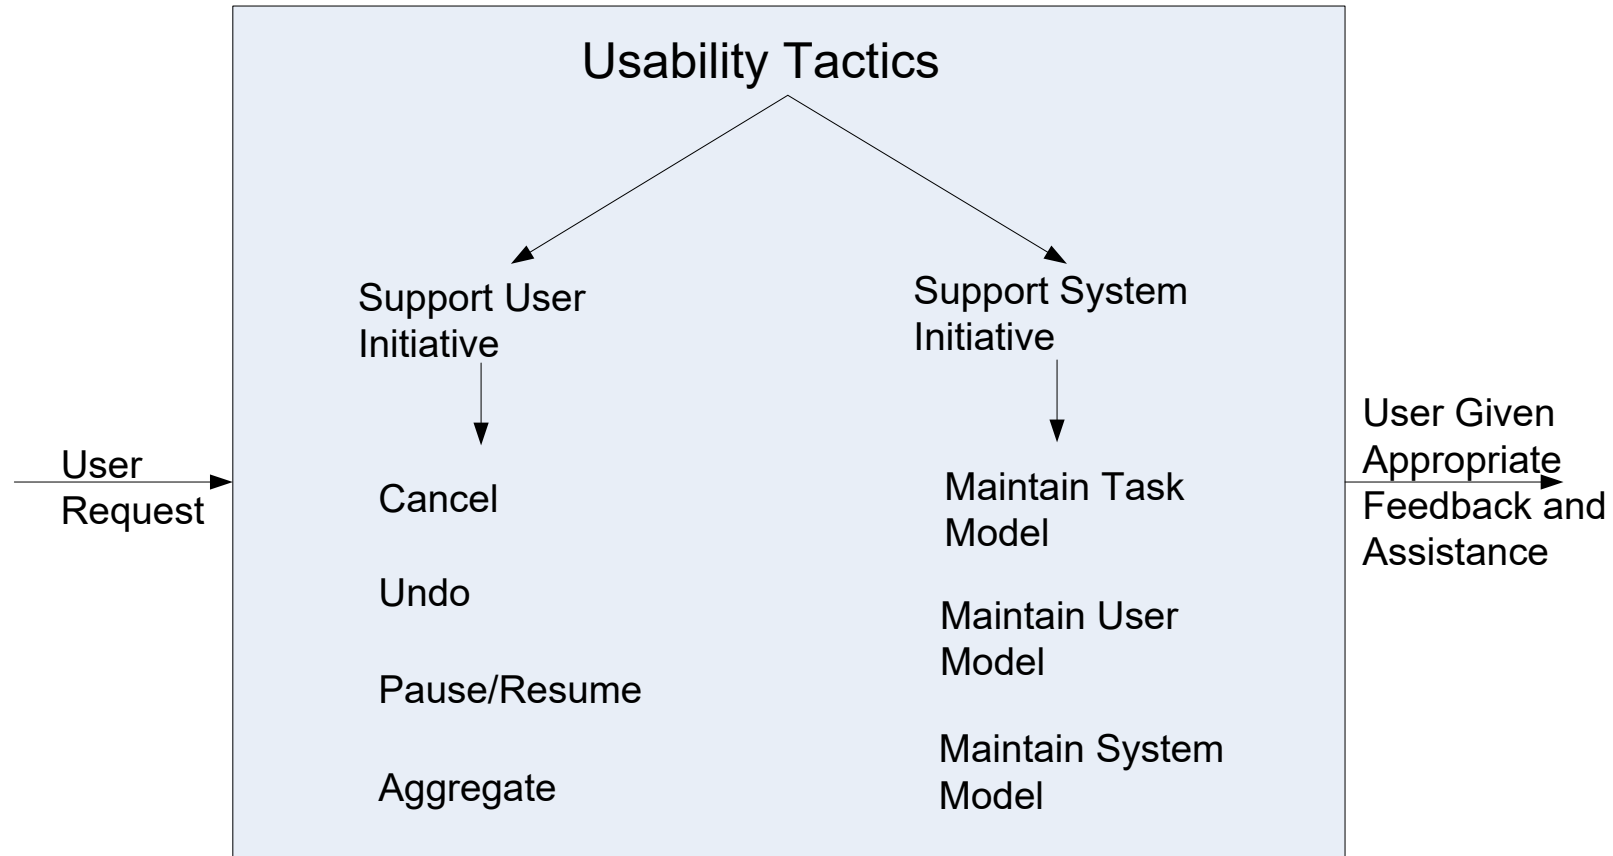 Usability Tactics
Support User
Initiative
Support System
Initiative
User
Request
Cancel
Undo
Pause/Resume
Aggregate
Maintain Task
Model
Maintain User
Model
Maintain System
Model
User Given
Appropriate
Feedback and
Assistance